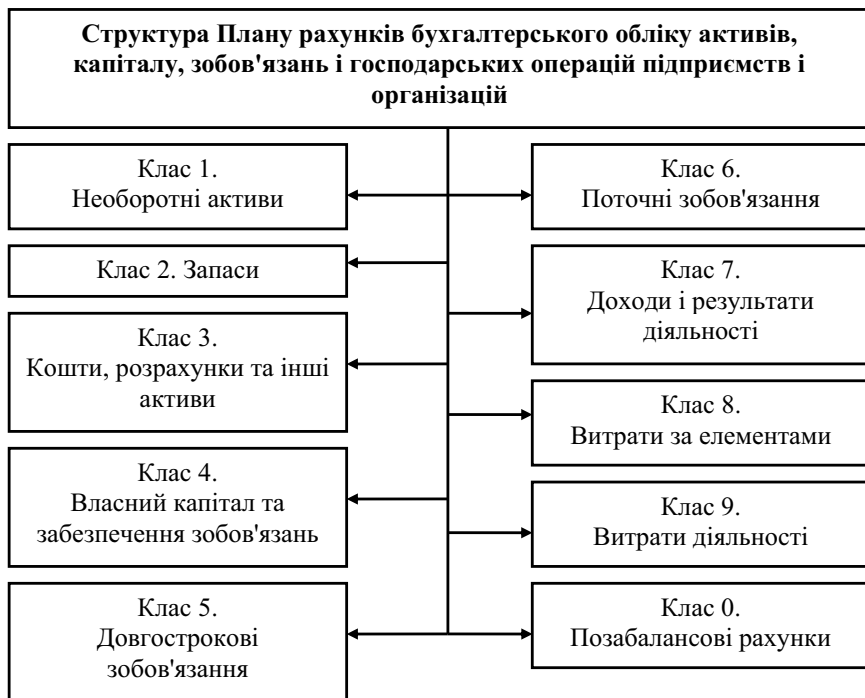 Структура Плану рахунків бухгалтерського обліку активів,
капіталу, зобов'язань і господарських операцій підприємств і
організацій
Клас 1.
Необоротні активи
Клас 2. Запаси
Клас 3.
Кошти, розрахунки та інші
активи
Клас 4.
Власний капітал та
забезпечення зобов'язань
Клас 5.
Довгострокові
зобов'язання
Клас 6.
Поточні зобов'язання
Клас 7.
Доходи і результати
діяльності
Клас 8.
Витрати за елементами
Клас 9.
Витрати діяльності
Клас 0.
Позабалансові рахунки